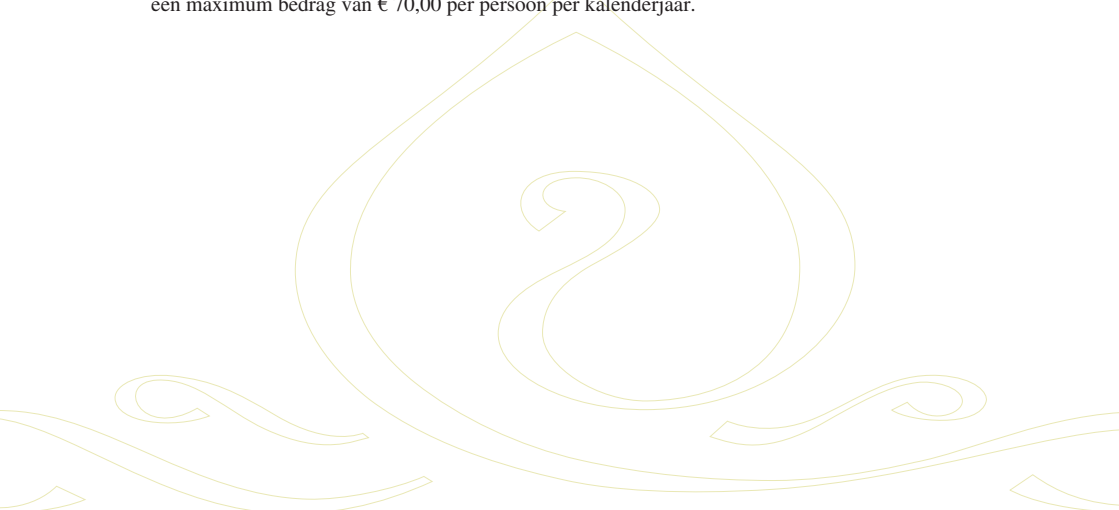 een maximum bedrag van € 70,00 per persoon per kalenderjaar.